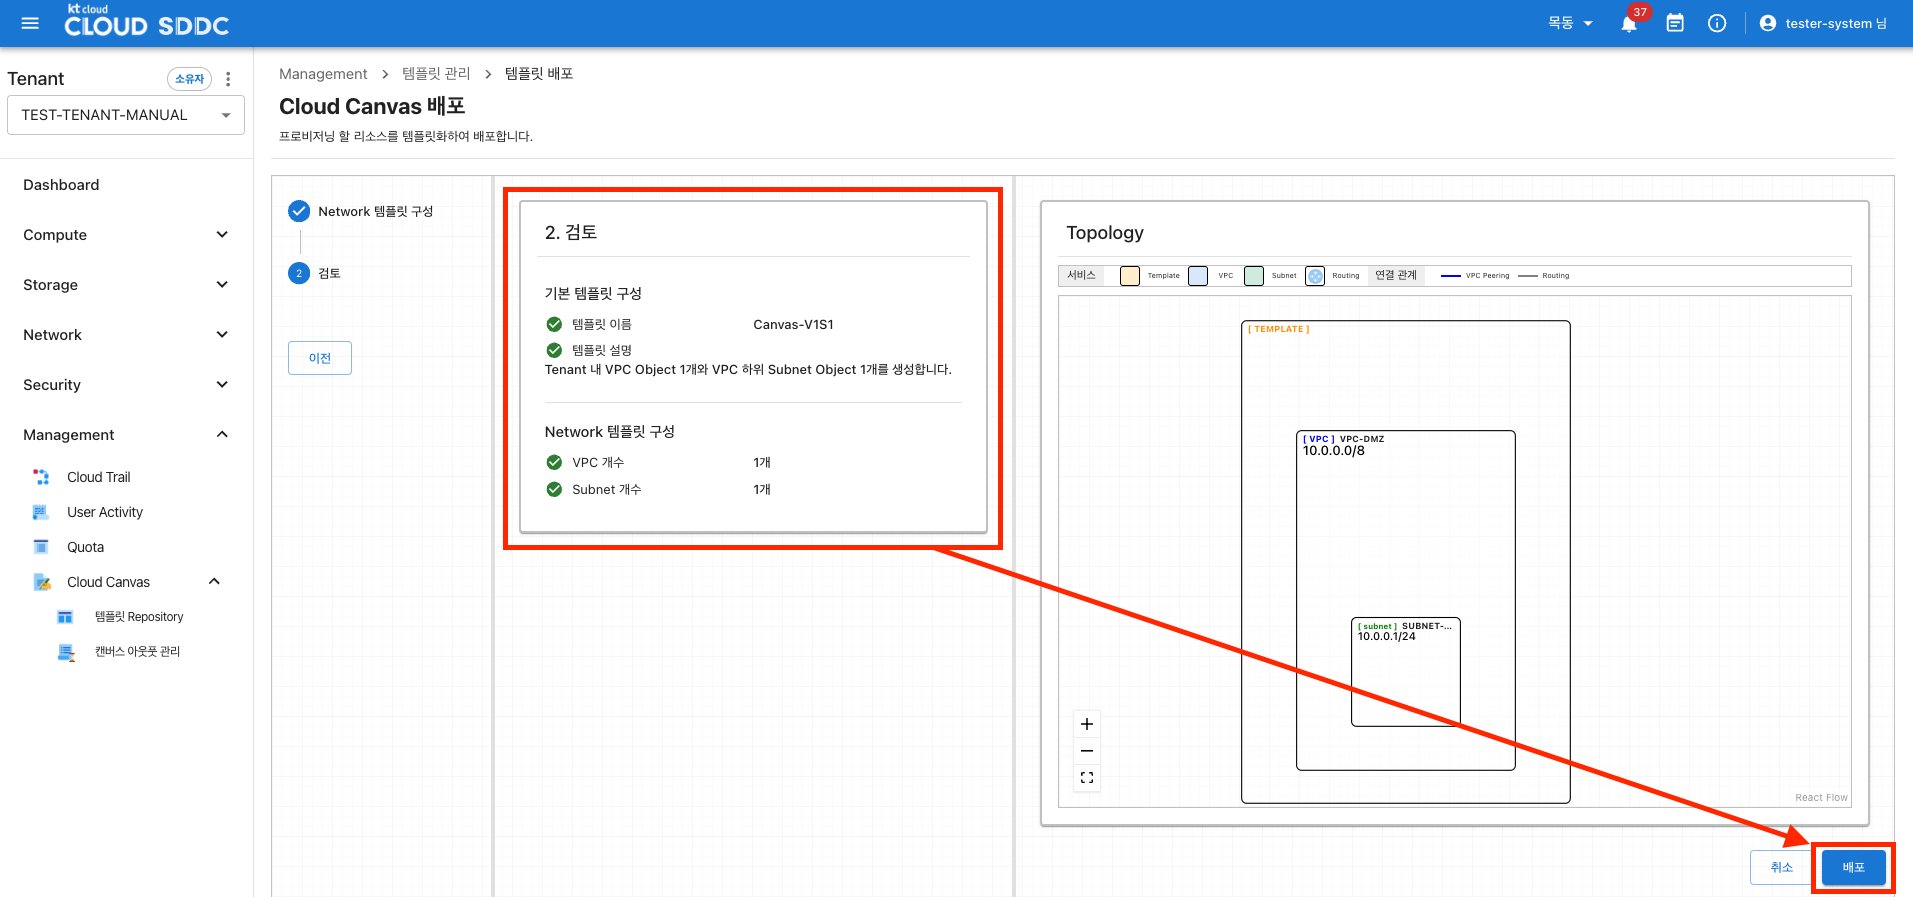 kt cloud
CLOUD SDDC
목동
37
tester-system 님
Tenant
소유자
TEST-TENANT-MANUAL
Dashboard
Compute
Storage
Network
Security
Management
Cloud Trail
User Activity
Quota
Cloud Canvas
템플릿 Repository
캔버스 아웃풋 관리
Management > 템플릿 관리 > 템플릿 배포
Cloud Canvas 배포
프로비저닝 할 리소스를 템플릿화하여 배포합니다.
Network 템플릿 구성
2 검토
이전
2. 검토
기본 템플릿 구성
템플릿 이름 Canvas-V1S1
템플릿 설명
Tenant 내 VPC Object 1개와 VPC 하위 Subnet Object 1개를 생성합니다.
Network 템플릿 구성
VPC 개수 1개
Subnet 개수 1개
Topology
서비스 Template VPC Subnet Routing 연결 관계 VPC Peering Routing
[ TEMPLATE ]
[ VPC ] VPC-DMZ
10.0.0.0/8
[ subnet ] SUBNET-...
10.0.0.1/24
React Flow
취소
배포